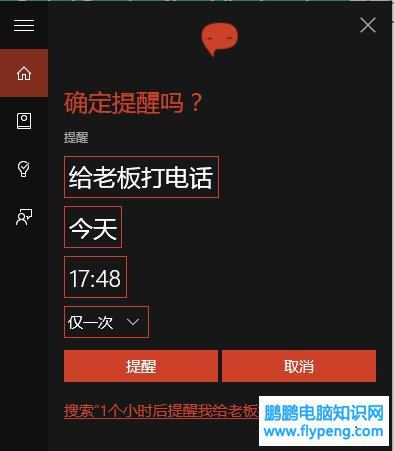 确定提醒吗？
提醒
给老板打电话
今天
17:48
仅一次
提醒 取消
搜索“1个小时后提醒我给老板
鹏鹏电脑知识网
www.flypeng.com